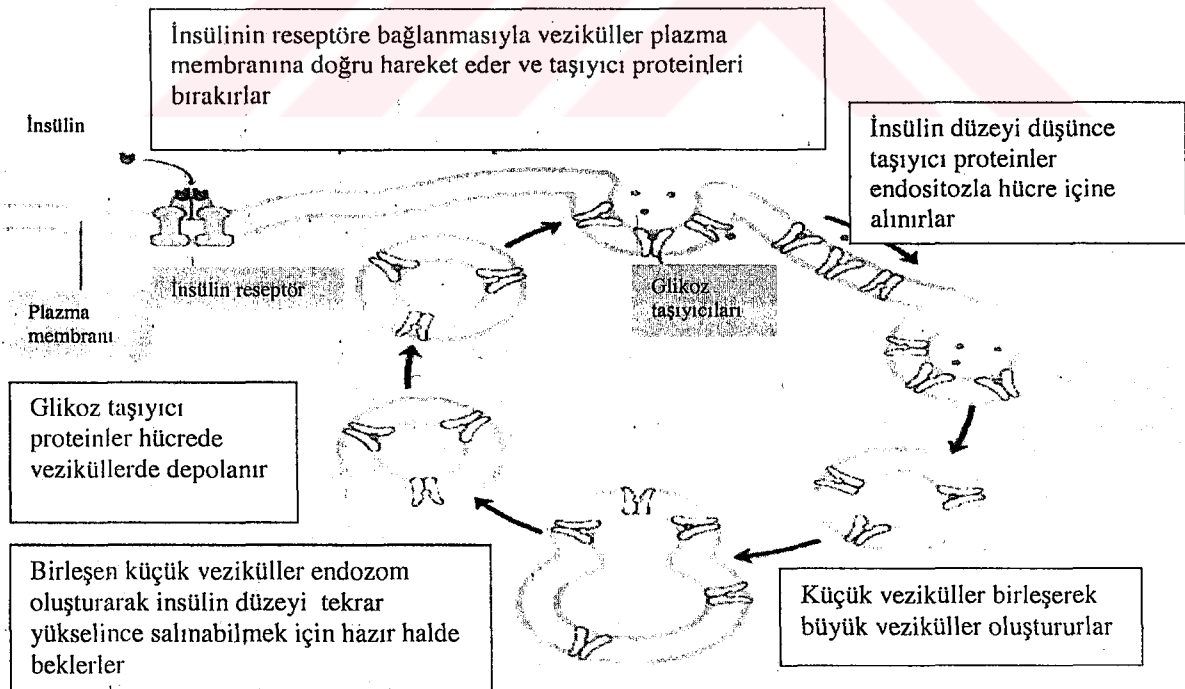 İnsülinin reseptöre bağlanmasıyla veziküller plazma
membranına doğru hareket eder ve taşıyıcı proteinleri
bırakırlar
İnsülin
İnsülin düzeyi düşünce
taşıyıcı proteinler
endositozla hücre içine
alınırlar
İnsülin reseptör
Glikoz
taşıyıcıları
Plazma
membranı
Glikoz taşıyıcı
proteinler hücrede
veziküllerde depolanır
Birleşen küçük veziküller endozom
oluşturarak insülin düzeyi tekrar
yükselince salınabilmek için hazır halde
beklerler
Küçük veziküller birleşerek
büyük veziküller oluştururlar